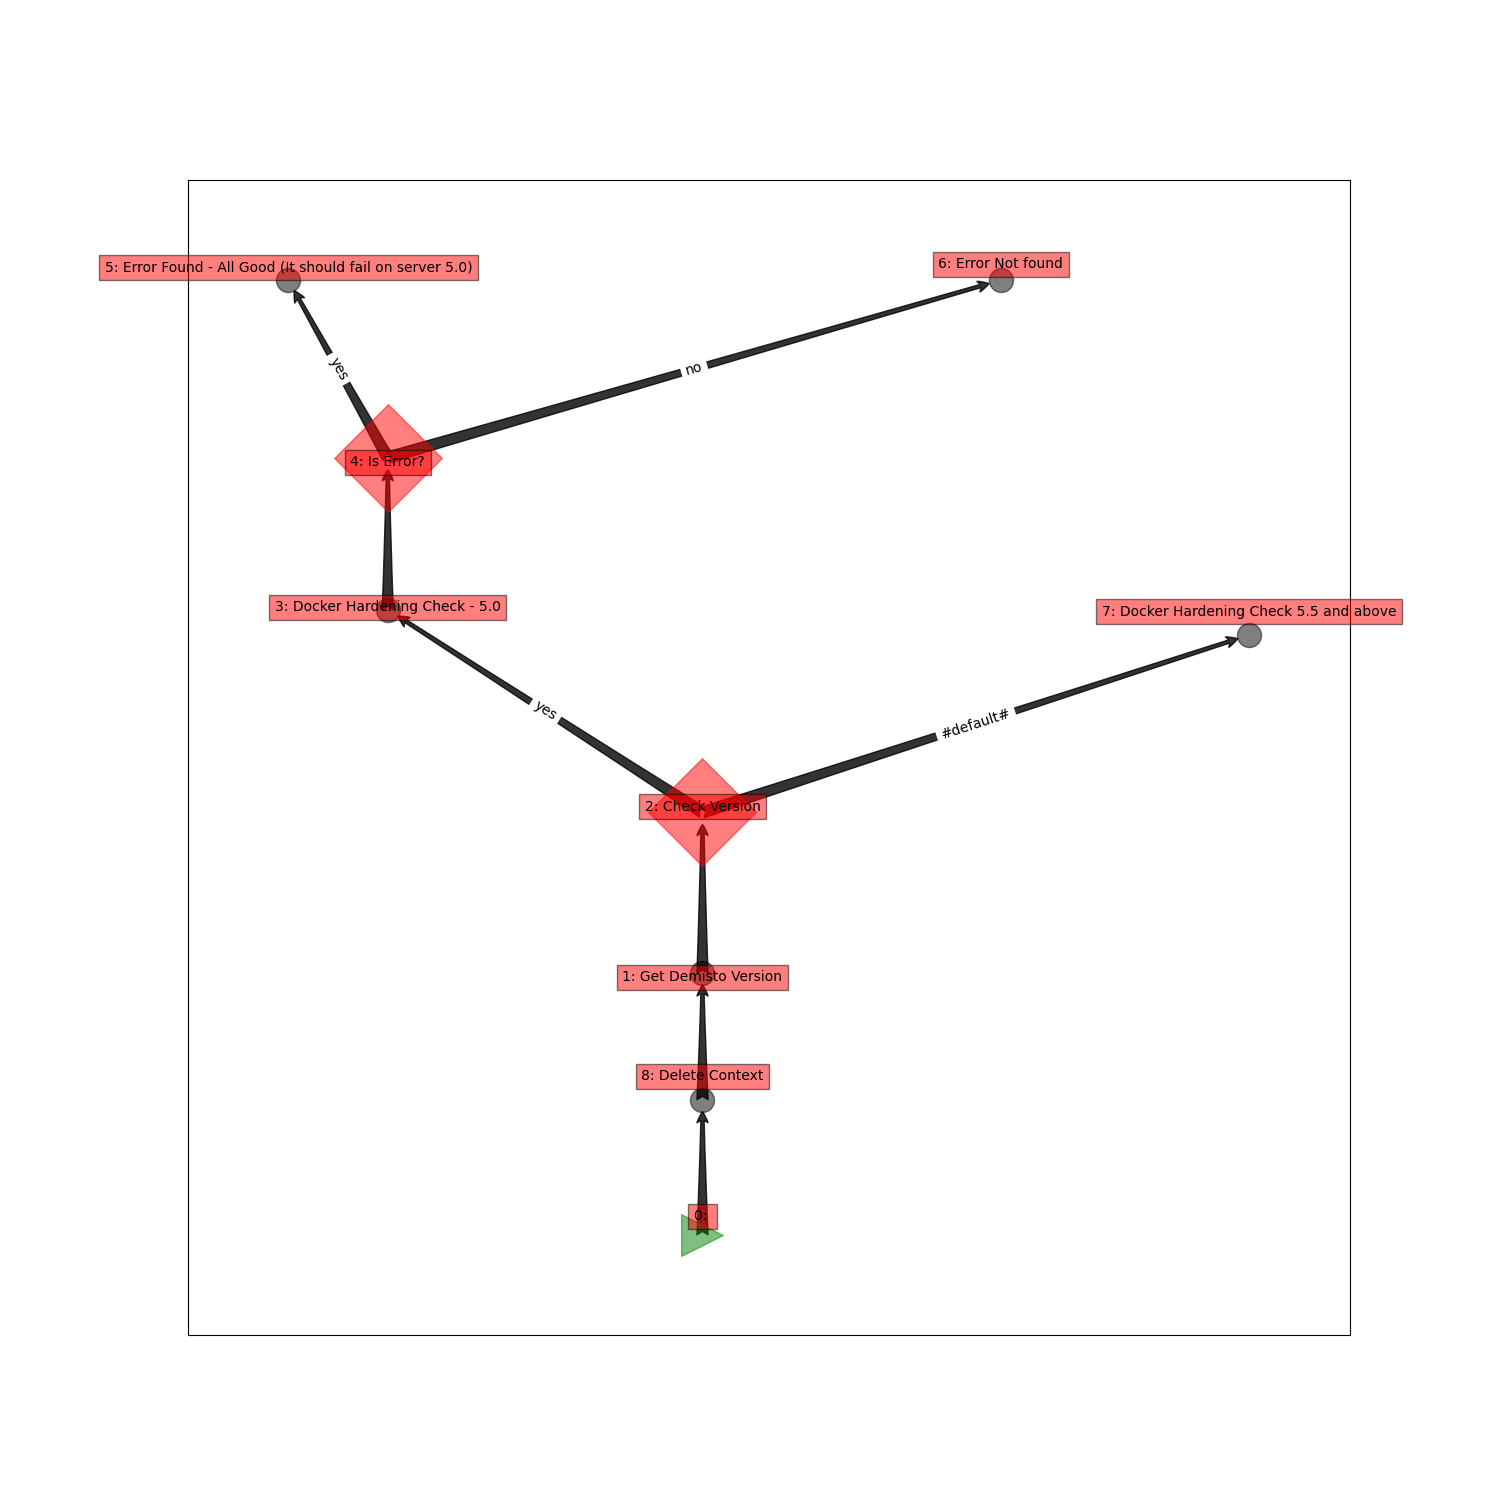 5: Error Found - All Good (It should fail on server 5.0)
6: Error Not found
yes
no
4: Is Error?
3: Docker Hardening Check - 5.0
7: Docker Hardening Check 5.5 and above
yes
#default#
2: Check Version
1: Get Demisto Version
8: Delete Context
0: